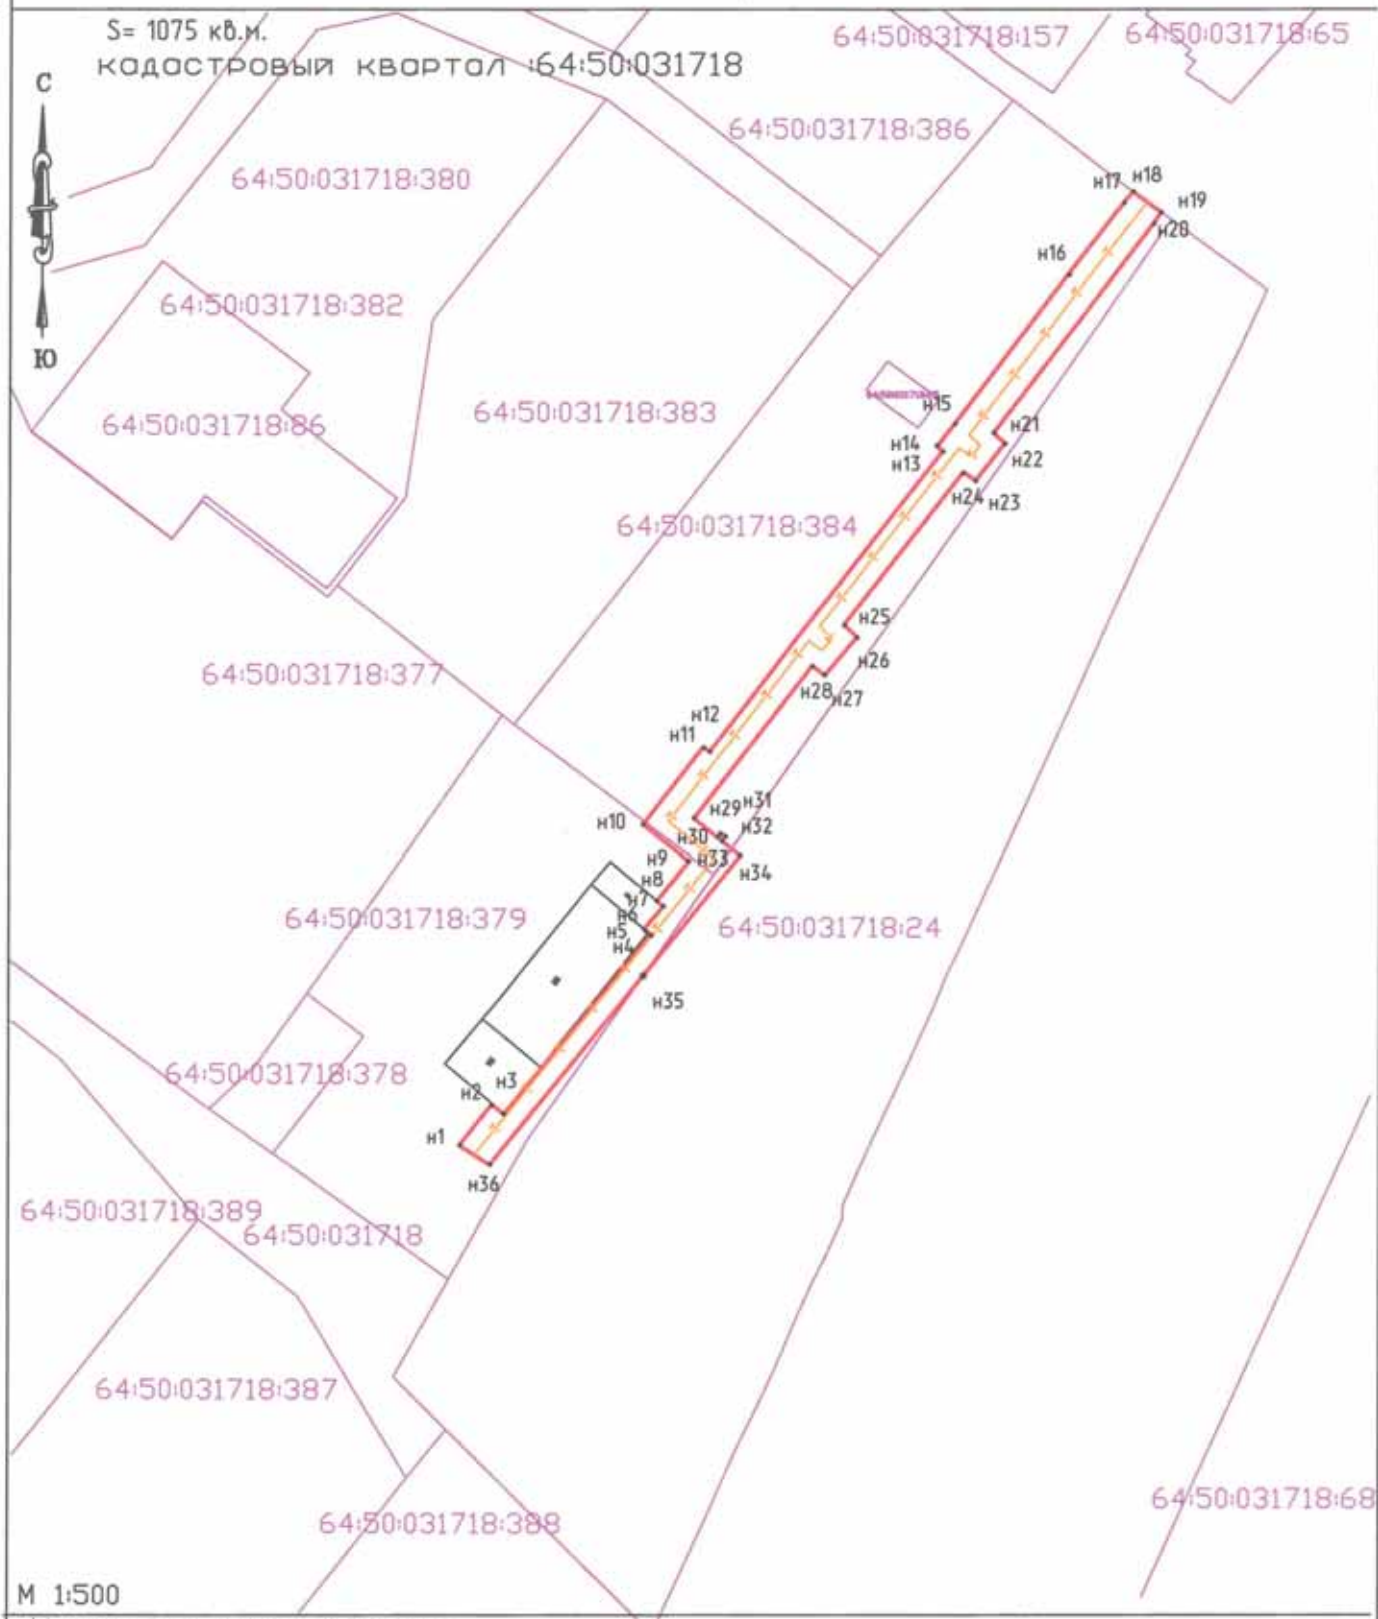 S= 1075 кв.м.
кадастровый квартал :64:50:031718
С
Ю
64:50:031718:157
64:50:031718:65
64:50:031718:386
64:50:031718:380
н18
н17
н19
н20
н16
64:50:031718:382
64:50:031718:383
н15
64:50:031718:86
н14
н13
н21
н22
н24
н23
64:50:031718:384
н25
н26
64:50:031718:377
н28
н27
н12
н11
н29
н31
н10
н32
н30
н9
н33
н34
н8
н7
н6
64:50:031718:379
н5
64:50:031718:24
н4
н35
64:50:031718:378
н3
н2
н1
н36
64:50:031718:389
64:50:031718
64:50:031718:387
64:50:031718:68
64:50:031718:388
М 1:500